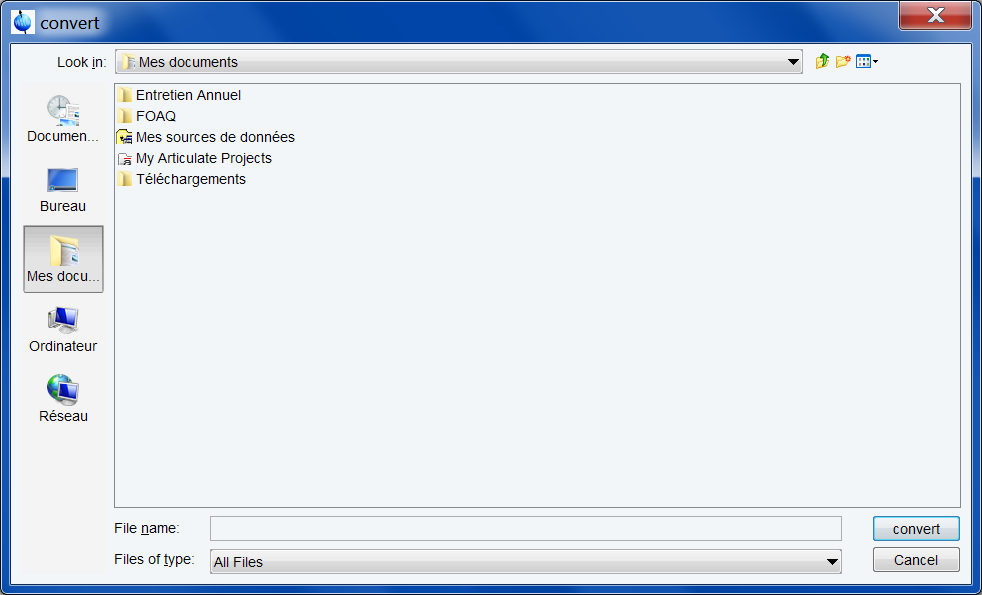 convert
Look in: Mes documents
Entretien Annuel
FOAQ
Mes sources de données
My Articulate Projects
Téléchargements
Documen...
Bureau
Mes docu...
Ordinateur
Réseau
File name: convert
Files of type: All Files Cancel